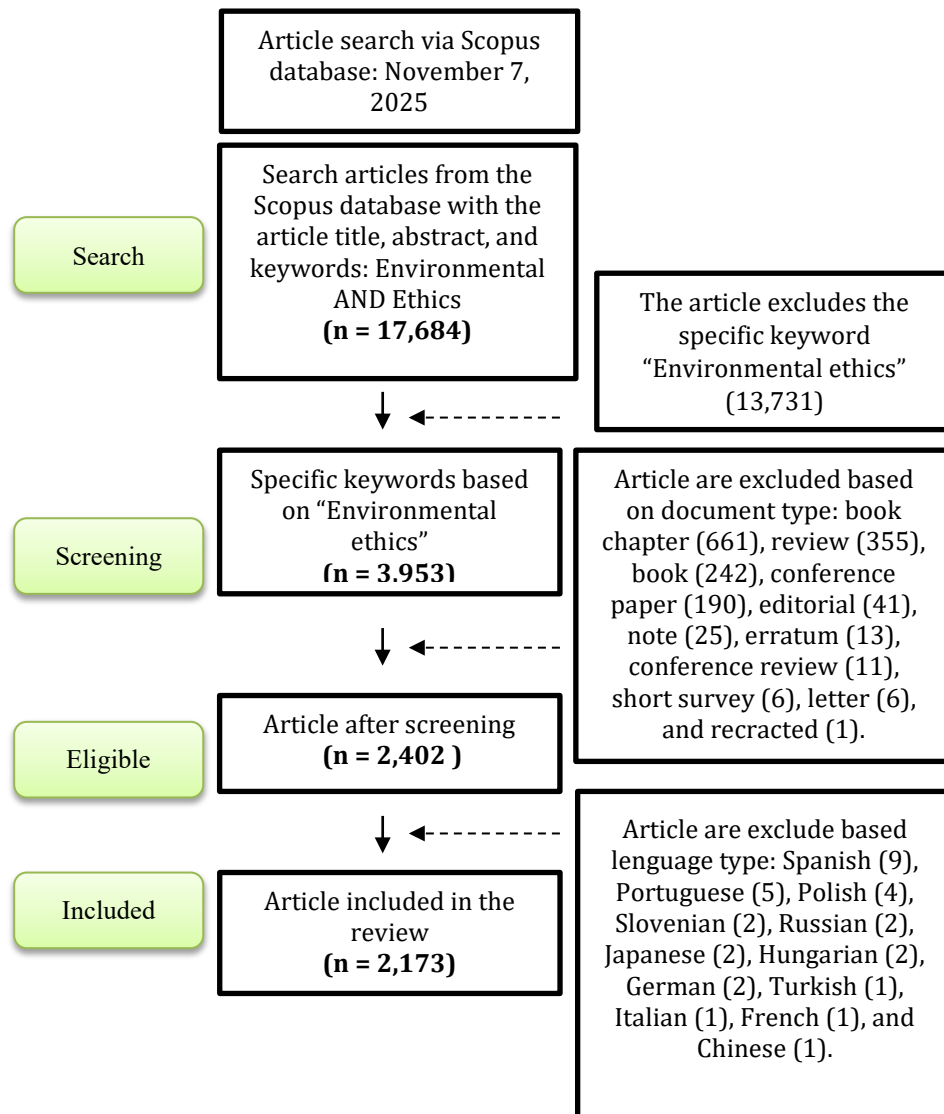 Article search via Scopus
database: November 7,
2025
Search articles from the
Scopus database with the
article title, abstract, and
keywords: Environmental
AND Ethics
(n = 17,684)
Search
The article excludes the
specific keyword
“Environmental ethics”
(13,731)
Specific keywords based
on “Environmental
ethics”
(n = 3.953)
Screening
Article are excluded based
on document type: book
chapter (661), review (355),
book (242), conference
paper (190), editorial (41),
note (25), erratum (13),
conference review (11),
short survey (6), letter (6),
and recracted (1).
Article after screening
(n = 2,402 )
Eligible
Article are exclude based
lenguage type: Spanish (9),
Portuguese (5), Polish (4),
Slovenian (2), Russian (2),
Japanese (2), Hungarian (2),
German (2), Turkish (1),
Italian (1), French (1), and
Chinese (1).
Included
Article included in the
review
(n = 2,173)